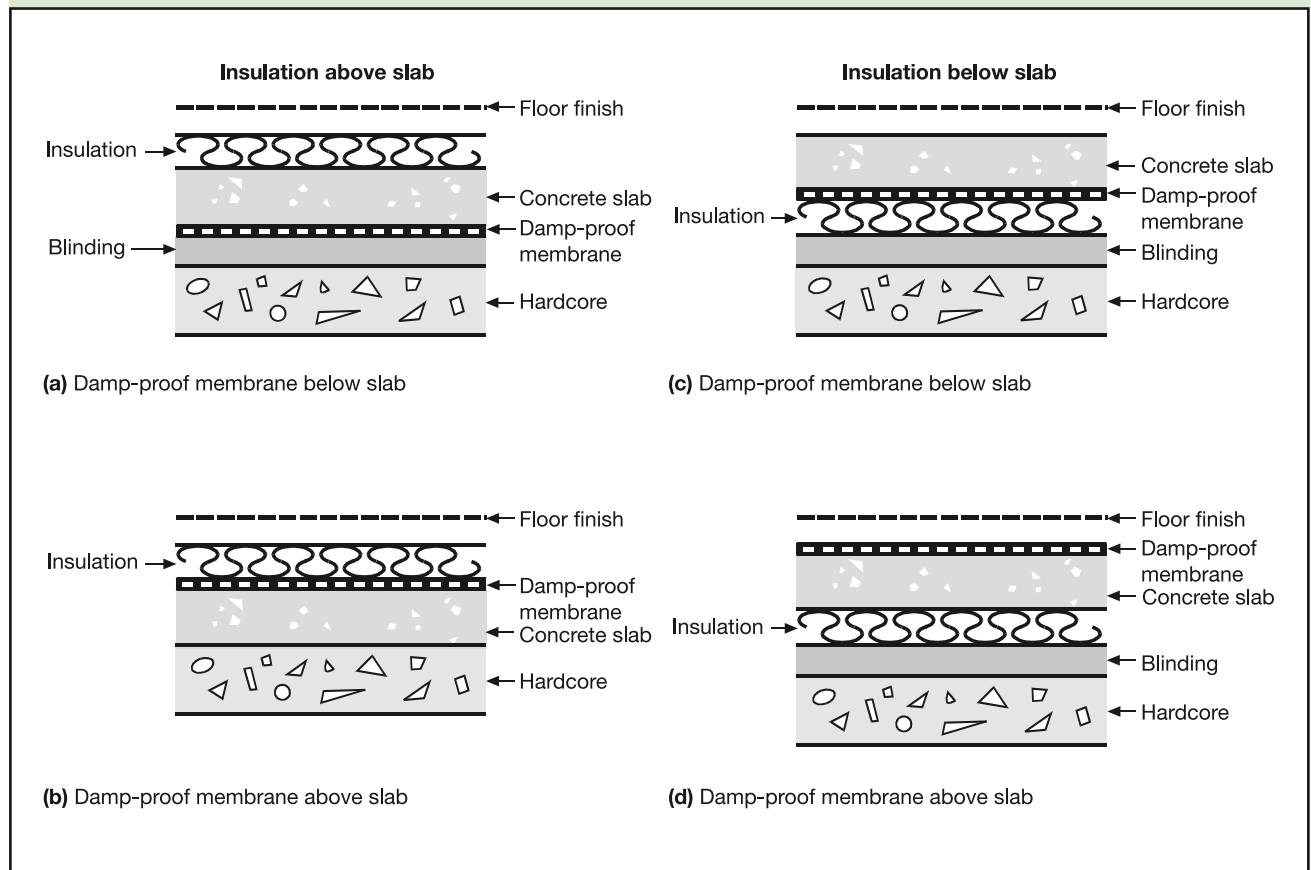 Insulation above slab
Floor finish
Insulation
Concrete slab
Damp-proof
membrane
Blinding
Hardcore
(a) Damp-proof membrane below slab
Insulation below slab
Floor finish
Concrete slab
Damp-proof
membrane
Insulation
Blinding
Hardcore
(c) Damp-proof membrane below slab
Floor finish
Insulation
Damp-proof
membrane
Concrete slab
Hardcore
(b) Damp-proof membrane above slab
Floor finish
Damp-proof
membrane
Concrete slab
Insulation
Blinding
Hardcore
(d) Damp-proof membrane above slab